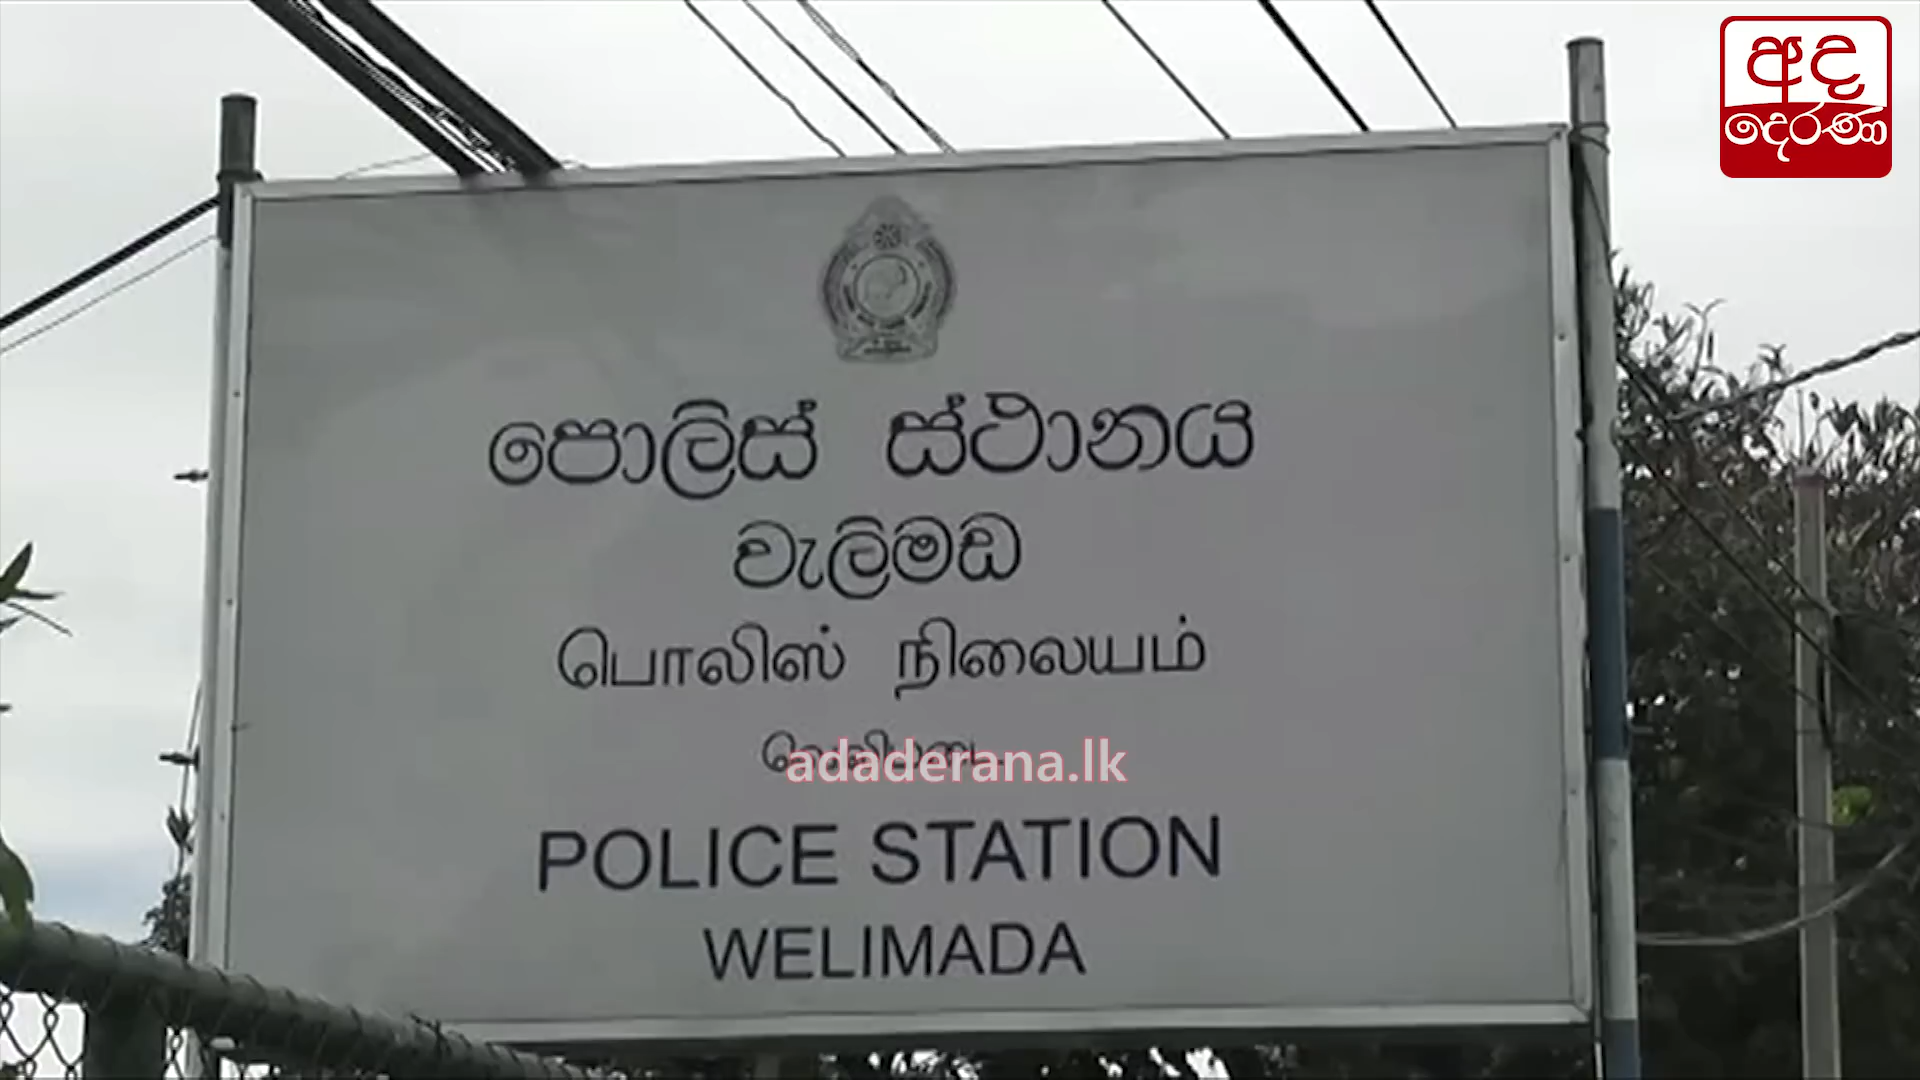 අද
දෙරණ
පොලිස් ස්ථානය
වැලිමඩ
பொலிஸ் நிலையம்
adaderana.lk
POLICE STATION
WELIMADA